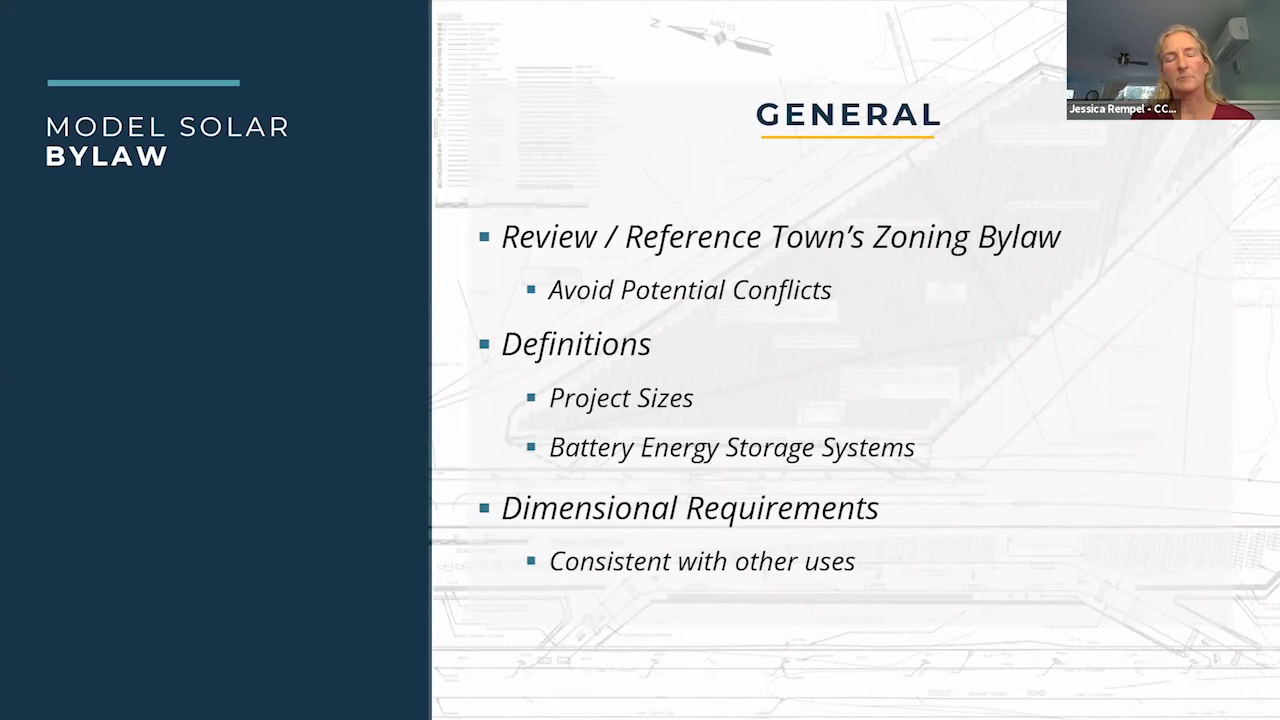 MODEL SOLAR
BYLAW
GENERAL
Review / Reference Town's Zoning Bylaw
Avoid Potential Conflicts
Definitions
Project Sizes
Battery Energy Storage Systems
Dimensional Requirements
Consistent with other uses
Jessica Rempel - CC...